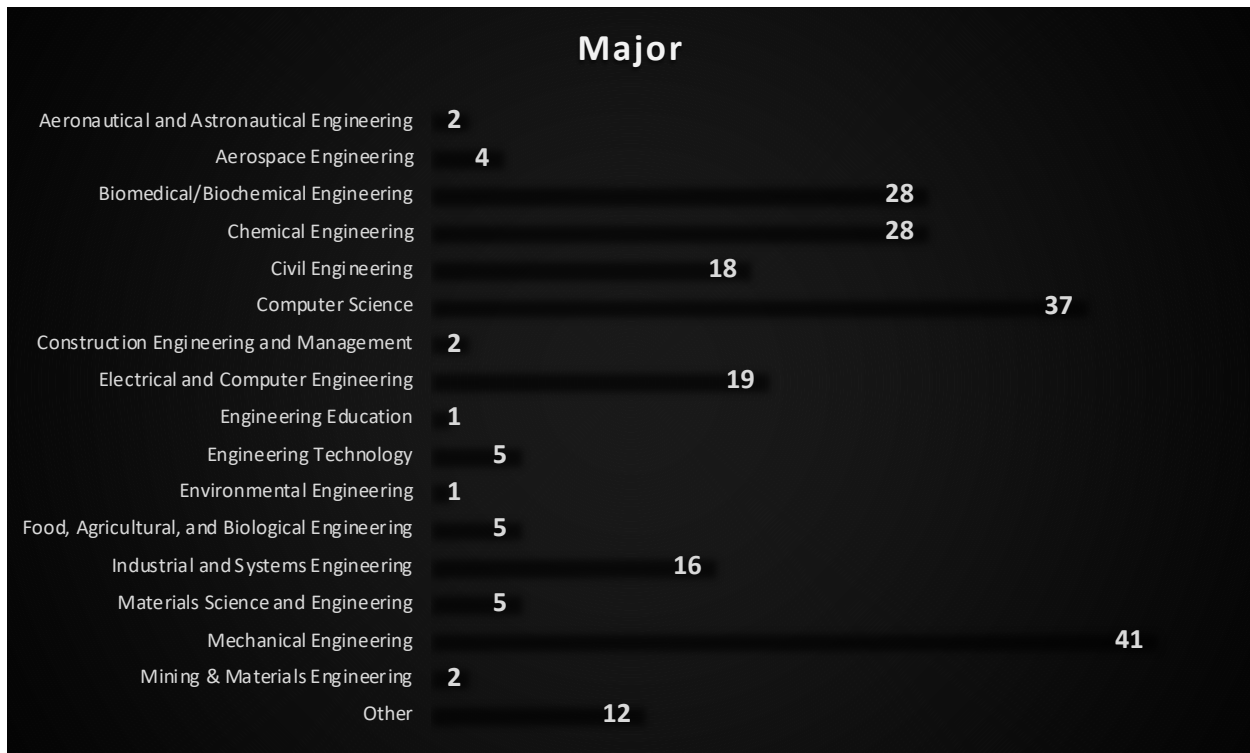 Major
Aeronautical and Astronautical Engineering 2
Aerospace Engineering 4
Biomedical/Biochemical Engineering 28
Chemical Engineering 28
Civil Engineering 18
Computer Science 37
Construction Engineering and Management 2
Electrical and Computer Engineering 19
Engineering Education 1
Engineering Technology 5
Environmental Engineering 1
Food, Agricultural, and Biological Engineering 5
Industrial and Systems Engineering 16
Materials Science and Engineering 5
Mechanical Engineering 41
Mining & Materials Engineering 2
Other 12